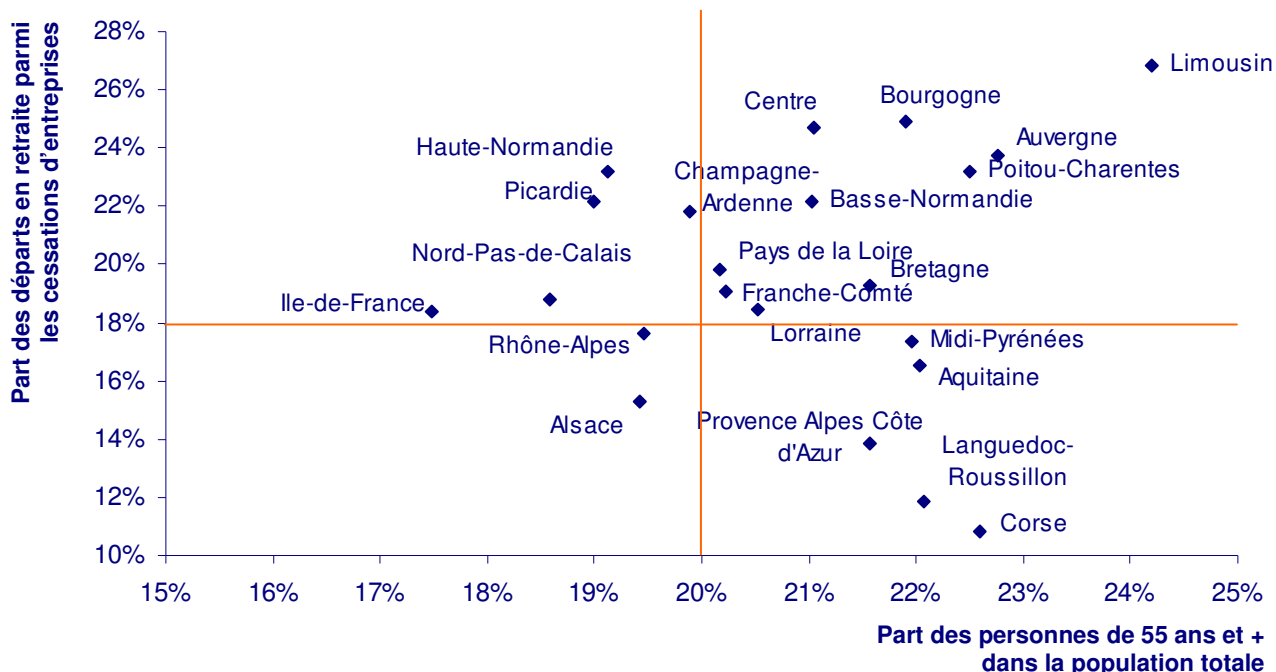 Part des départs en retraite parmi
les cessations d'entreprises
28%
26%
24%
22%
20%
18%
16%
14%
12%
10%
Limousin
Bourgogne
Centre
Auvergne
Haute-Normandie
Champagne-
Ardenne
Poitou-Charentes
Picardie
Basse-Normandie
Nord-Pas-de-Calais
Pays de la Loire
Bretagne
Ile-de-France
Franche-Comté
Rhône-Alpes
Lorraine
Midi-Pyrénées
Aquitaine
Alsace
Provence Alpes Côte
d'Azur
Languedoc-
Roussillon
Corse
15%
16%
17%
18%
19%
20%
21%
22%
23%
24%
25%
Part des personnes de 55 ans et +
dans la population totale